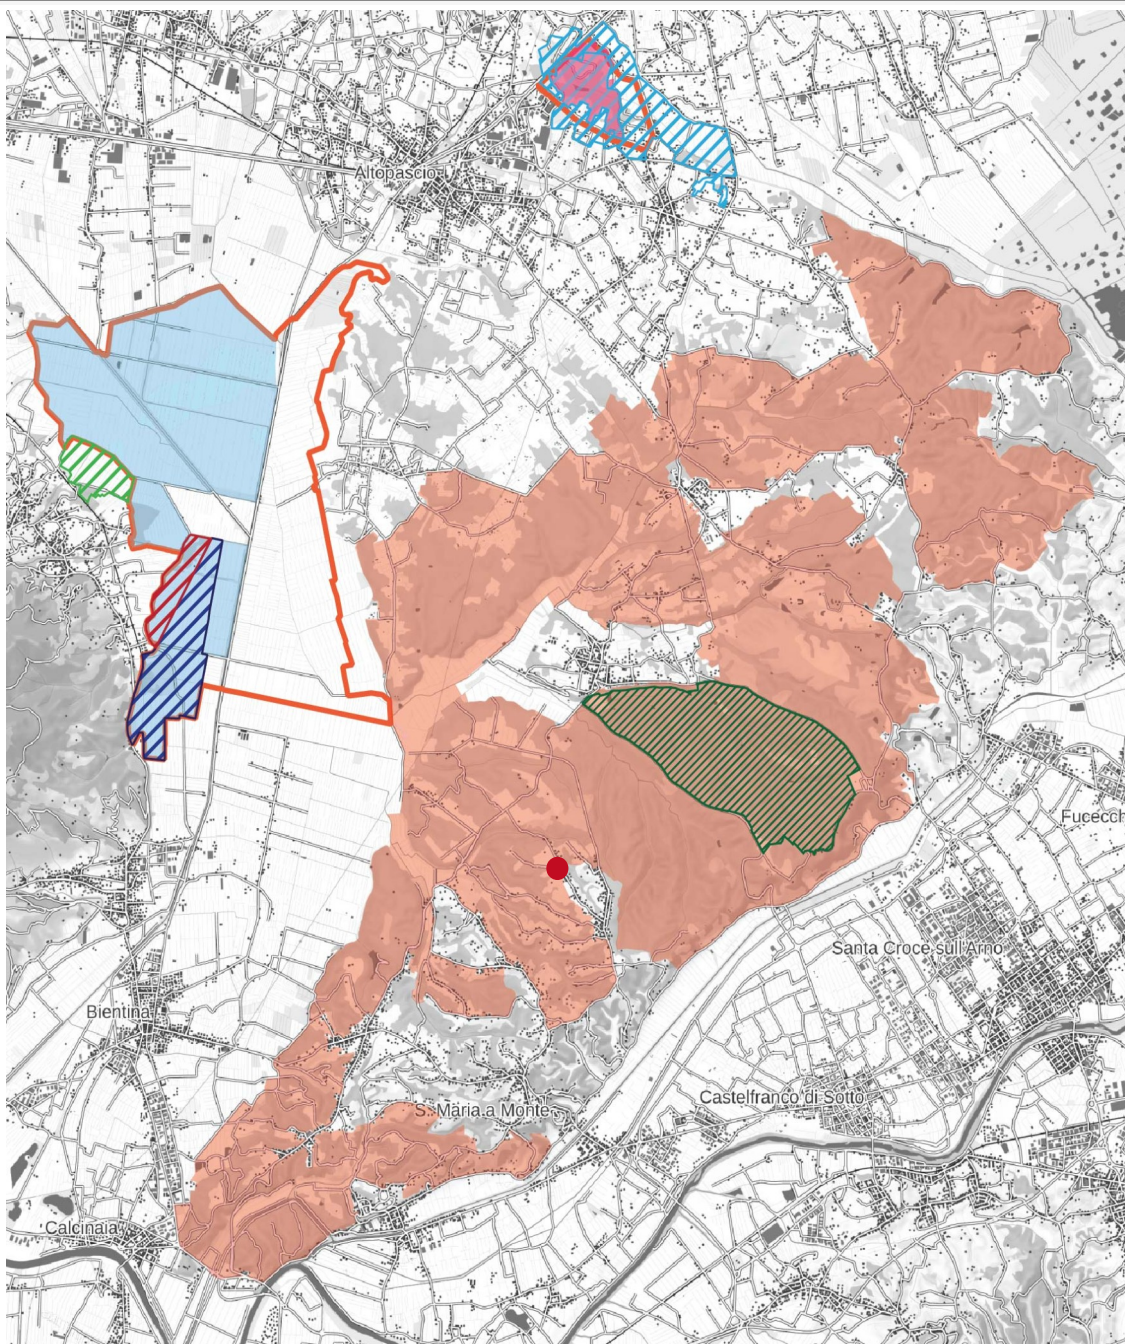 Altopascio
Fucecch
Santa Croce sull'Arno
Bientina
Castelfranco di Sotto
S. Maria a Monte
Calcinaia